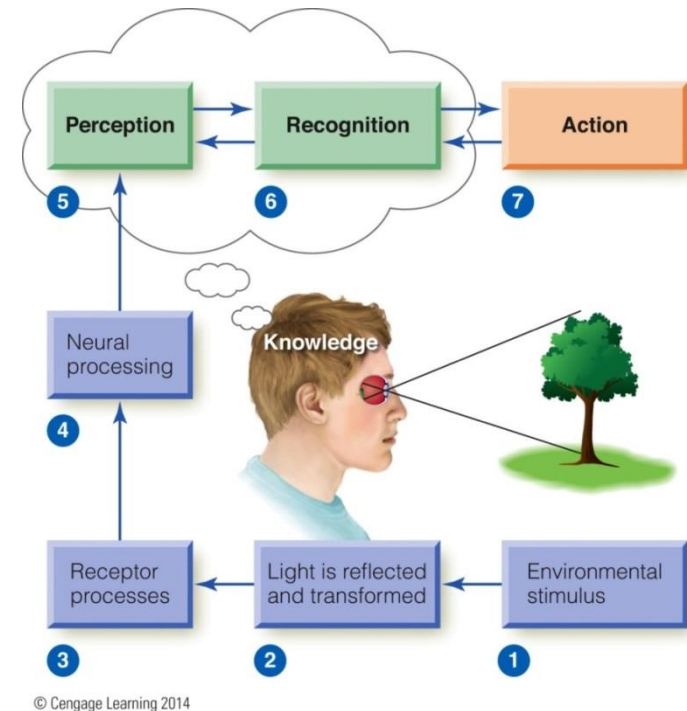 Perception
Recognition
Action
5
6
7
Neural
processing
Knowledge
4
Receptor
processes
Light is reflected
and transformed
Environmental
stimulus
3
2
1
© Cengage Learning 2014